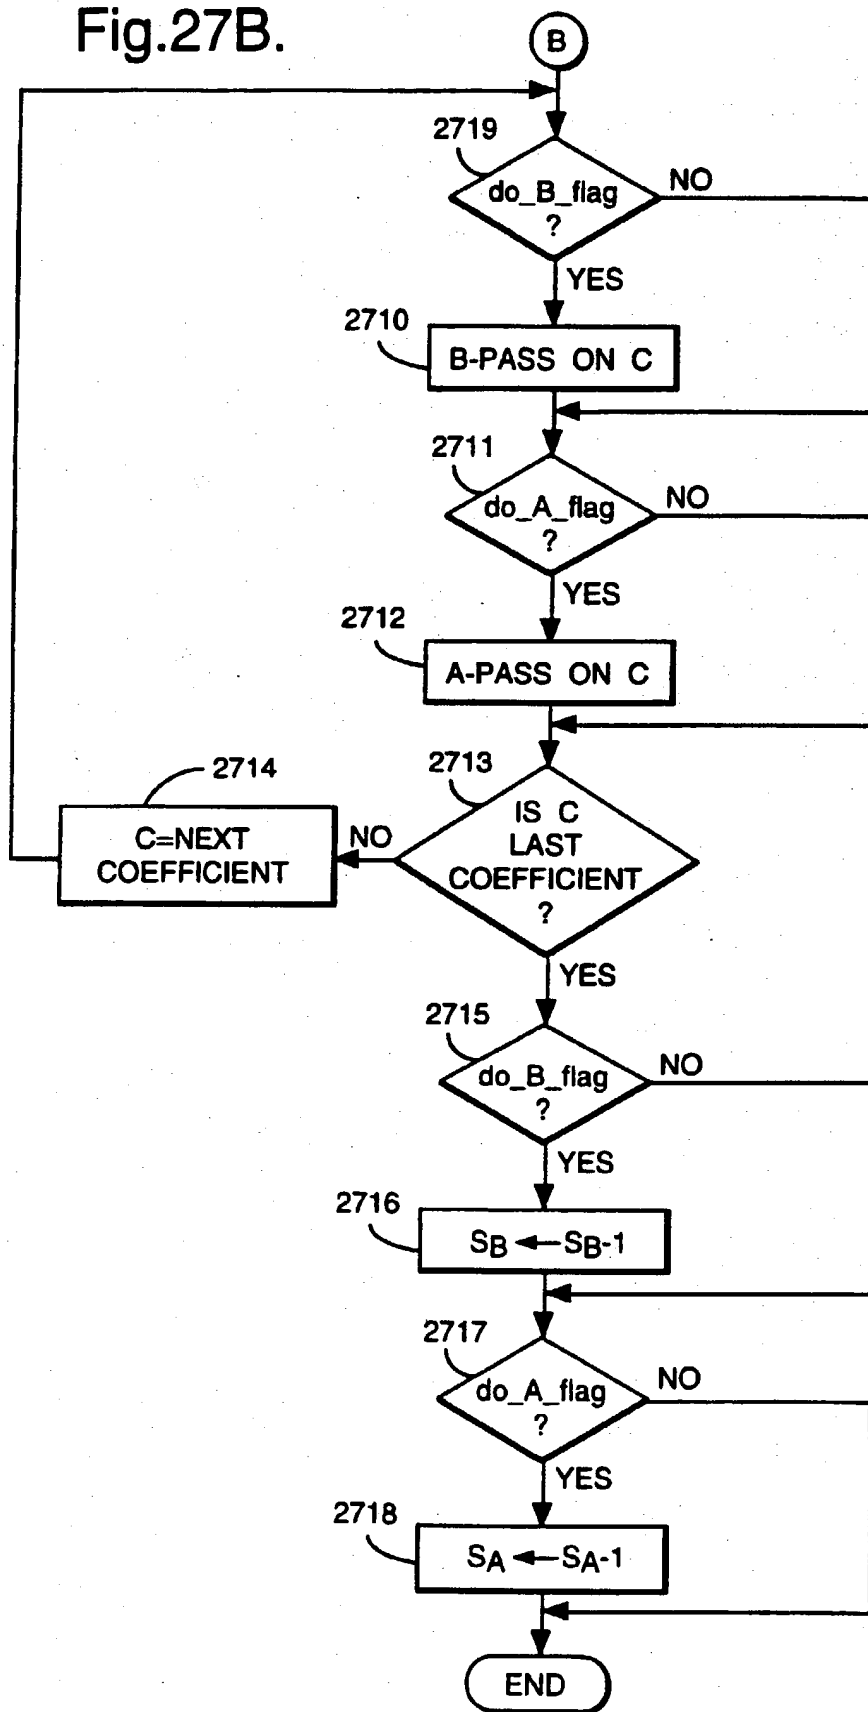 Fig.27B.
B
2719
do_B_flag
?
NO
YES
2710
B-PASS ON C
2711
do_A_flag
?
NO
YES
2712
A-PASS ON C
2713
IS C
LAST
COEFFICIENT
?
NO
2714
C=NEXT
COEFFICIENT
YES
2715
do_B_flag
?
NO
YES
2716
SB ← SB-1
2717
do_A_flag
?
NO
YES
2718
SA ← SA-1
END